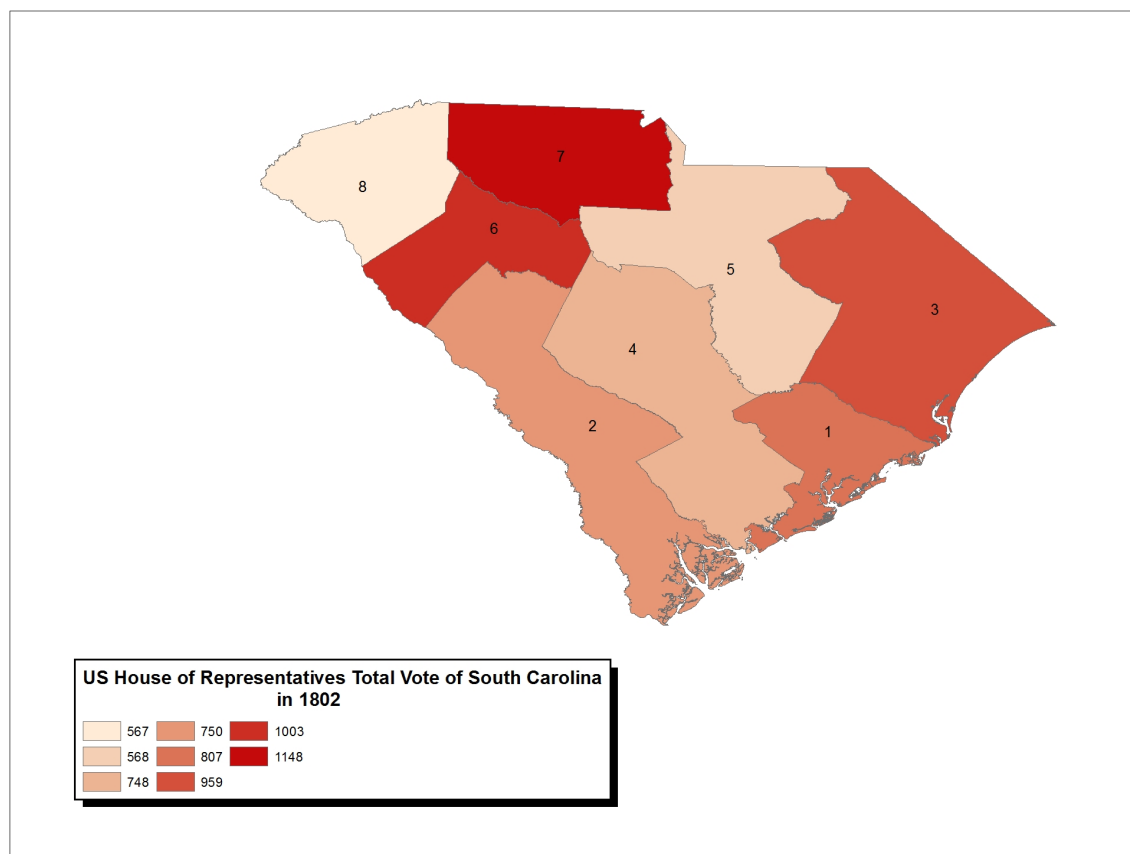 7
8
6
5
3
4
2
1
US House of Representatives Total Vote of South Carolina
in 1802
567 750 1003
568 807 1148
748 959